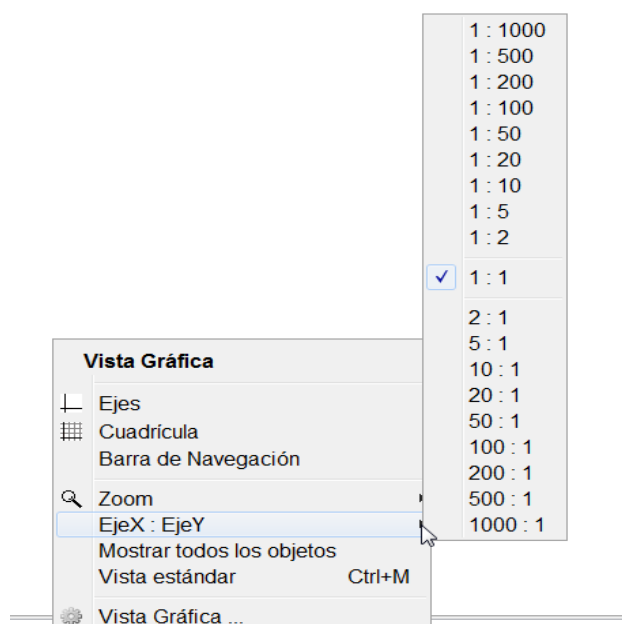 1 : 1000
1 : 500
1 : 200
1 : 100
1 : 50
1 : 20
1 : 10
1 : 5
1 : 2
1 : 1
2 : 1
5 : 1
10 : 1
20 : 1
50 : 1
100 : 1
200 : 1
500 : 1
1000 : 1
Vista Gráfica
Ejes
Cuadrícula
Barra de Navegación
Zoom
EjeX : EjeY
Mostrar todos los objetos
Vista estándar Ctrl+M
Vista Gráfica ...